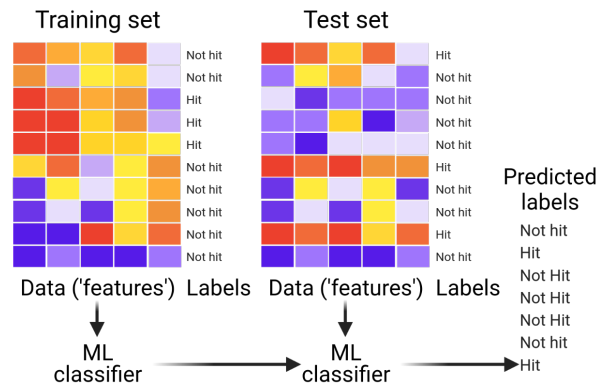 Training set
Not hit
Not hit
Hit
Hit
Hit
Not hit
Not hit
Not hit
Not hit
Not hit
Data ('features')
Labels
ML
classifier
Test set
Hit
Not hit
Not hit
Not hit
Not hit
Hit
Not hit
Not hit
Hit
Not hit
Data ('features')
Labels
ML
classifier
Predicted
labels
Not hit
Hit
Not Hit
Not Hit
Not Hit
Not hit
Hit